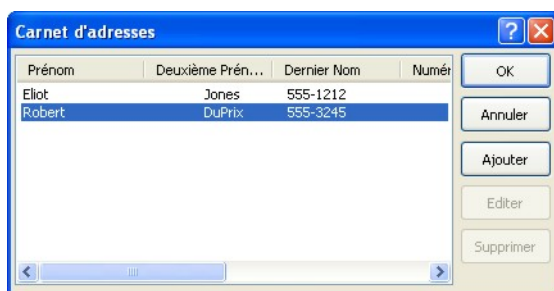 Carnet d'adresses
Prénom Deuxième Prén... Dernier Nom Numér
Eliot Jones 555-1212
Robert DuPrix 555-3245
OK
Annuler
Ajouter
Editer
Supprimer